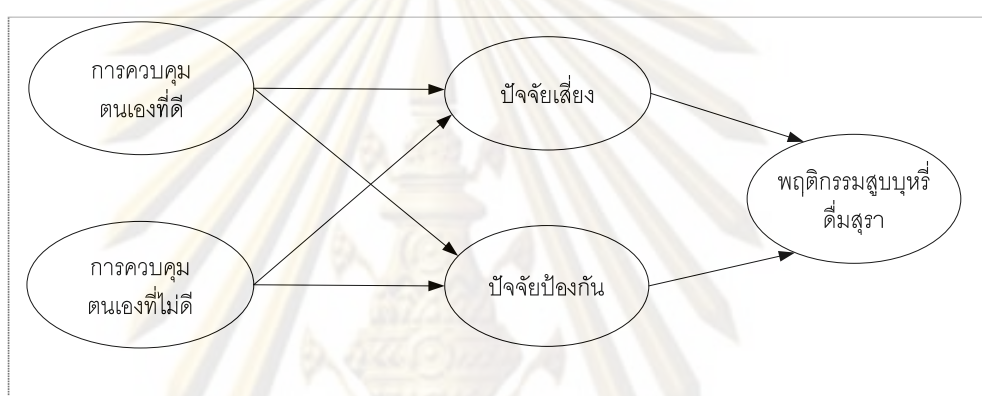 การควบคุม
ตนเองที่ดี
ปัจจัยเสี่ยง
พฤติกรรมสูบบุหรี่
ดื่มสุรา
การควบคุม
ตนเองที่ไม่ดี
ปัจจัยป้องกัน